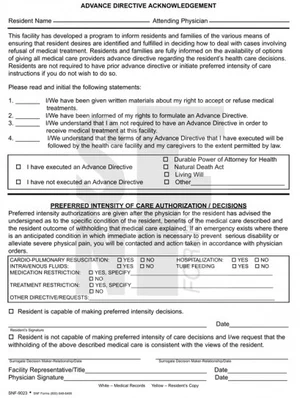 ADVANCE DIRECTIVE ACKNOWLEDGEMENT
Resident Name Attending Physician
This facility has developed a program to inform residents and families of the various means of
ensuring that resident desires are identified and fulfilled in deciding how to deal with cases involving
refusal of medical treatment. Residents and families are fully informed on the availability of options
of giving all medical care providers advance directive regarding the resident's health care decisions.
Residents are not required to have prior advance directive or initiate preferred intensity of care
instructions if you do not wish to do so.
Please read and initial the following statements:
1. I/We have been given written materials about my right to accept or refuse medical
treatments.
2. I/We have been informed of my rights to formulate an Advance Directive.
3. I/We understand that I am not required to have an Advance Directive in order to
receive medical treatment at this facility.
4. I/We understand that the terms of any Advance Directive that I have executed will be
followed by the health care facility and my caregivers to the extent permitted by law.
☐ Durable Power of Attorney for Health
☐ I have executed an Advance Directive ☐ Natural Death Act
☐ Living Will
☐ I have not executed an Advance Directive ☐ Other
PREFERRED INTENSITY OF CARE AUTHORIZATION / DECISIONS
Preferred intensity authorizations are given after the physician for the resident has advised the
undersigned as to the specific condition of the resident, benefits of the medical care described and
the resident outcome of withholding that medical care explained. If an emergency exists where there
is an anticipated condition in which immediate action is necessary to prevent serious disability or
alleviate severe physical pain, you will be contacted and action taken in accordance with physician
orders.
CARDIO-PULMONARY RESUSCITATION: ☐ YES ☐ NO HOSPITALIZATION: ☐ YES ☐ NO
INTRAVENOUS FLUIDS: ☐ YES ☐ NO TUBE FEEDING ☐ YES ☐ NO
MEDICATION RESTRICTION: ☐ YES, SPECIFY
☐ NO
TREATMENT RESTRICTION: ☐ YES, SPECIFY
☐ NO
OTHER DIRECTIVE/REQUESTS:
☐ Resident is capable of making preferred intensity decisions.
Date
Resident's Signature
☐ Resident is not capable of making preferred intensity decisions and I/we request that the
withholding of the above described medical care is consistent with the views of the resident.
Date
Surrogate Decision Maker-Relationship/Date Surrogate Decision Maker-Relationship/Date
Facility Representative/Title Date
Physician Signature Date
White – Medical Records Yellow – Resident's Copy
SNF-9023 * SNF Forms